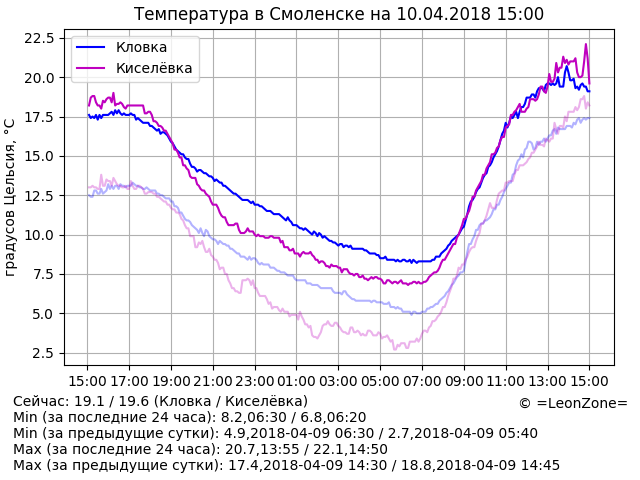 Температура в Смоленске на 10.04.2018 15:00
Кловка
Киселёвка
градусов Цельсия, °C
22.5
20.0
17.5
15.0
12.5
10.0
7.5
5.0
2.5
15:00 17:00 19:00 21:00 23:00 01:00 03:00 05:00 07:00 09:00 11:00 13:00 15:00
Сейчас: 19.1 / 19.6 (Кловка / Киселёвка)
© =LeonZone=
Min (за последние 24 часа): 8.2,06:30 / 6.8,06:20
Min (за предыдущие сутки): 4.9,2018-04-09 06:30 / 2.7,2018-04-09 05:40
Max (за последние 24 часа): 20.7,13:55 / 22.1,14:50
Max (за предыдущие сутки): 17.4,2018-04-09 14:30 / 18.8,2018-04-09 14:45